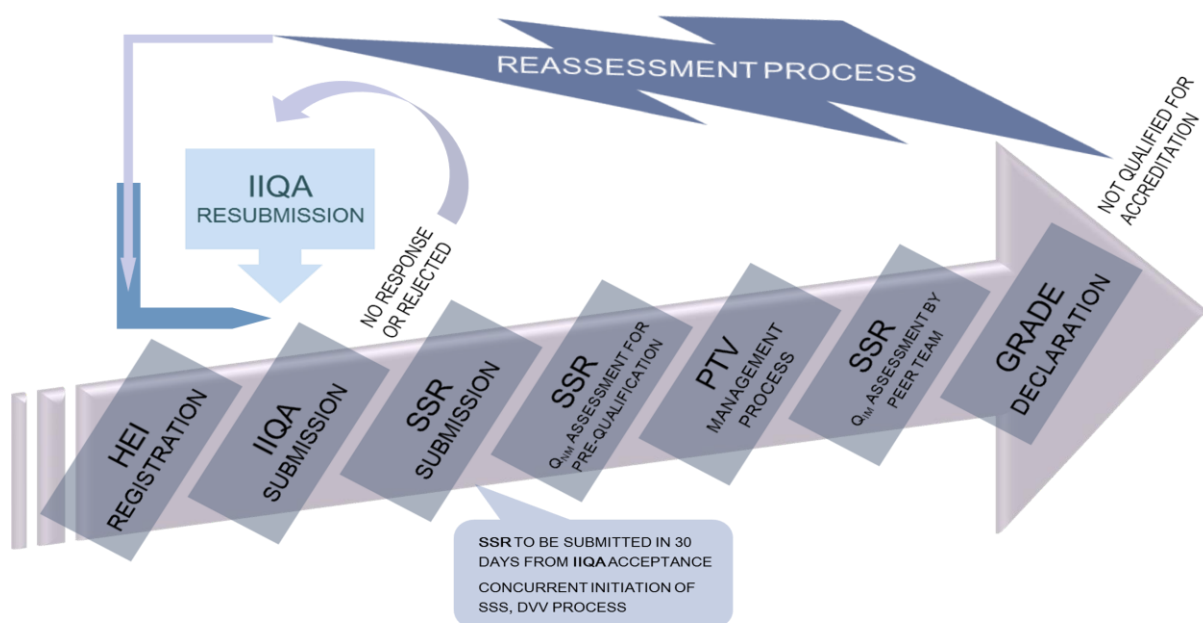 REASSESSMENT PROCESS
NOT QUALIFIED FOR
ACCREDITATION
IIQA
RESUBMISSION
NO RESPONSE
OR REJECTED
HEI
REGISTRATION
IIQA
SUBMISSION
SSR
SUBMISSION
SSR
QNM ASSESSMENT FOR
PRE-QUALIFICATION
PTV
MANAGEMENT
PROCESS
SSR
QIM ASSESSMENT BY
PEER TEAM
GRADE
DECLARATION
SSR TO BE SUBMITTED IN 30
DAYS FROM IIQA ACCEPTANCE
CONCURRENT INITIATION OF
SSS, DVV PROCESS